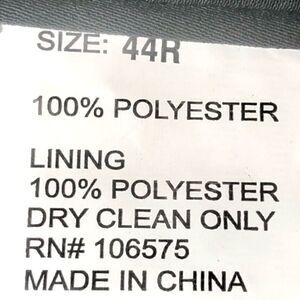 SIZE: 44R
100% POLYESTER
LINING
100% POLYESTER
DRY CLEAN ONLY
RN# 106575
MADE IN CHINA